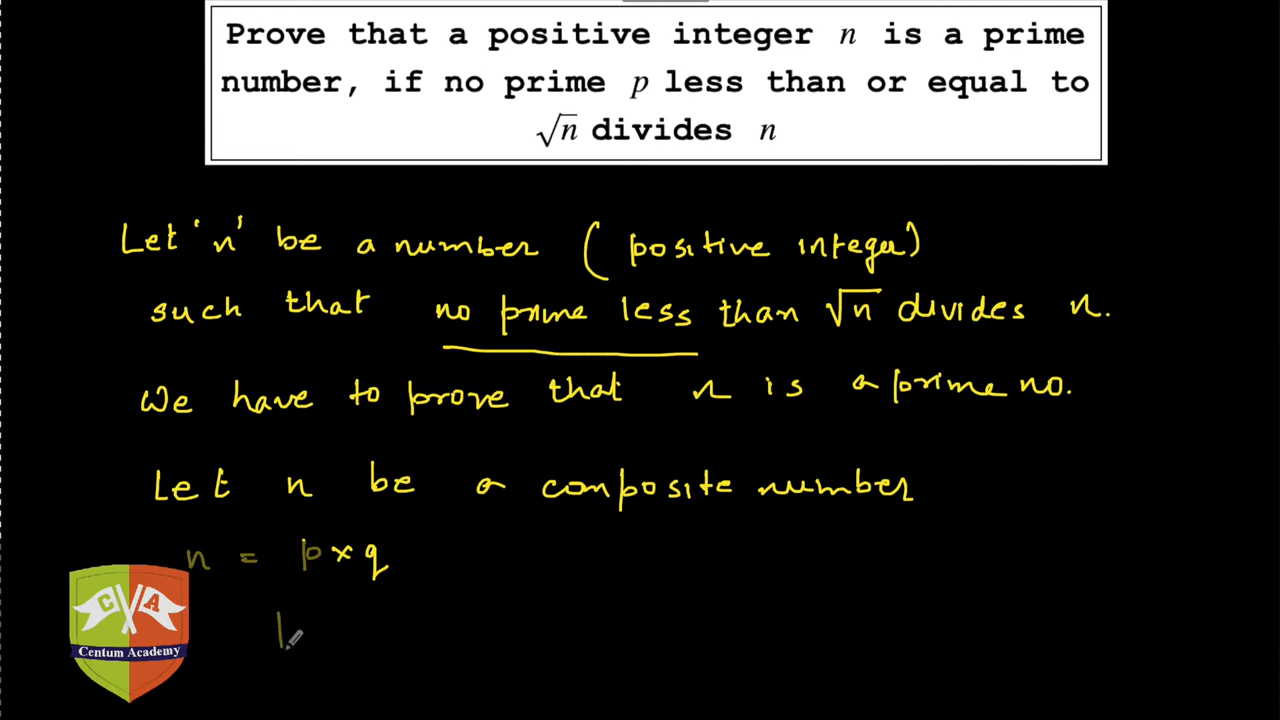 Prove that a positive integer n is a prime
number, if no prime p less than or equal to
√n divides n
Let 'n' be a number (positive integer)
such that no prime less than √n divides n.
We have to prove that n is a prime no.
Let n be a composite number
n = p × q
C A
Centum Academy